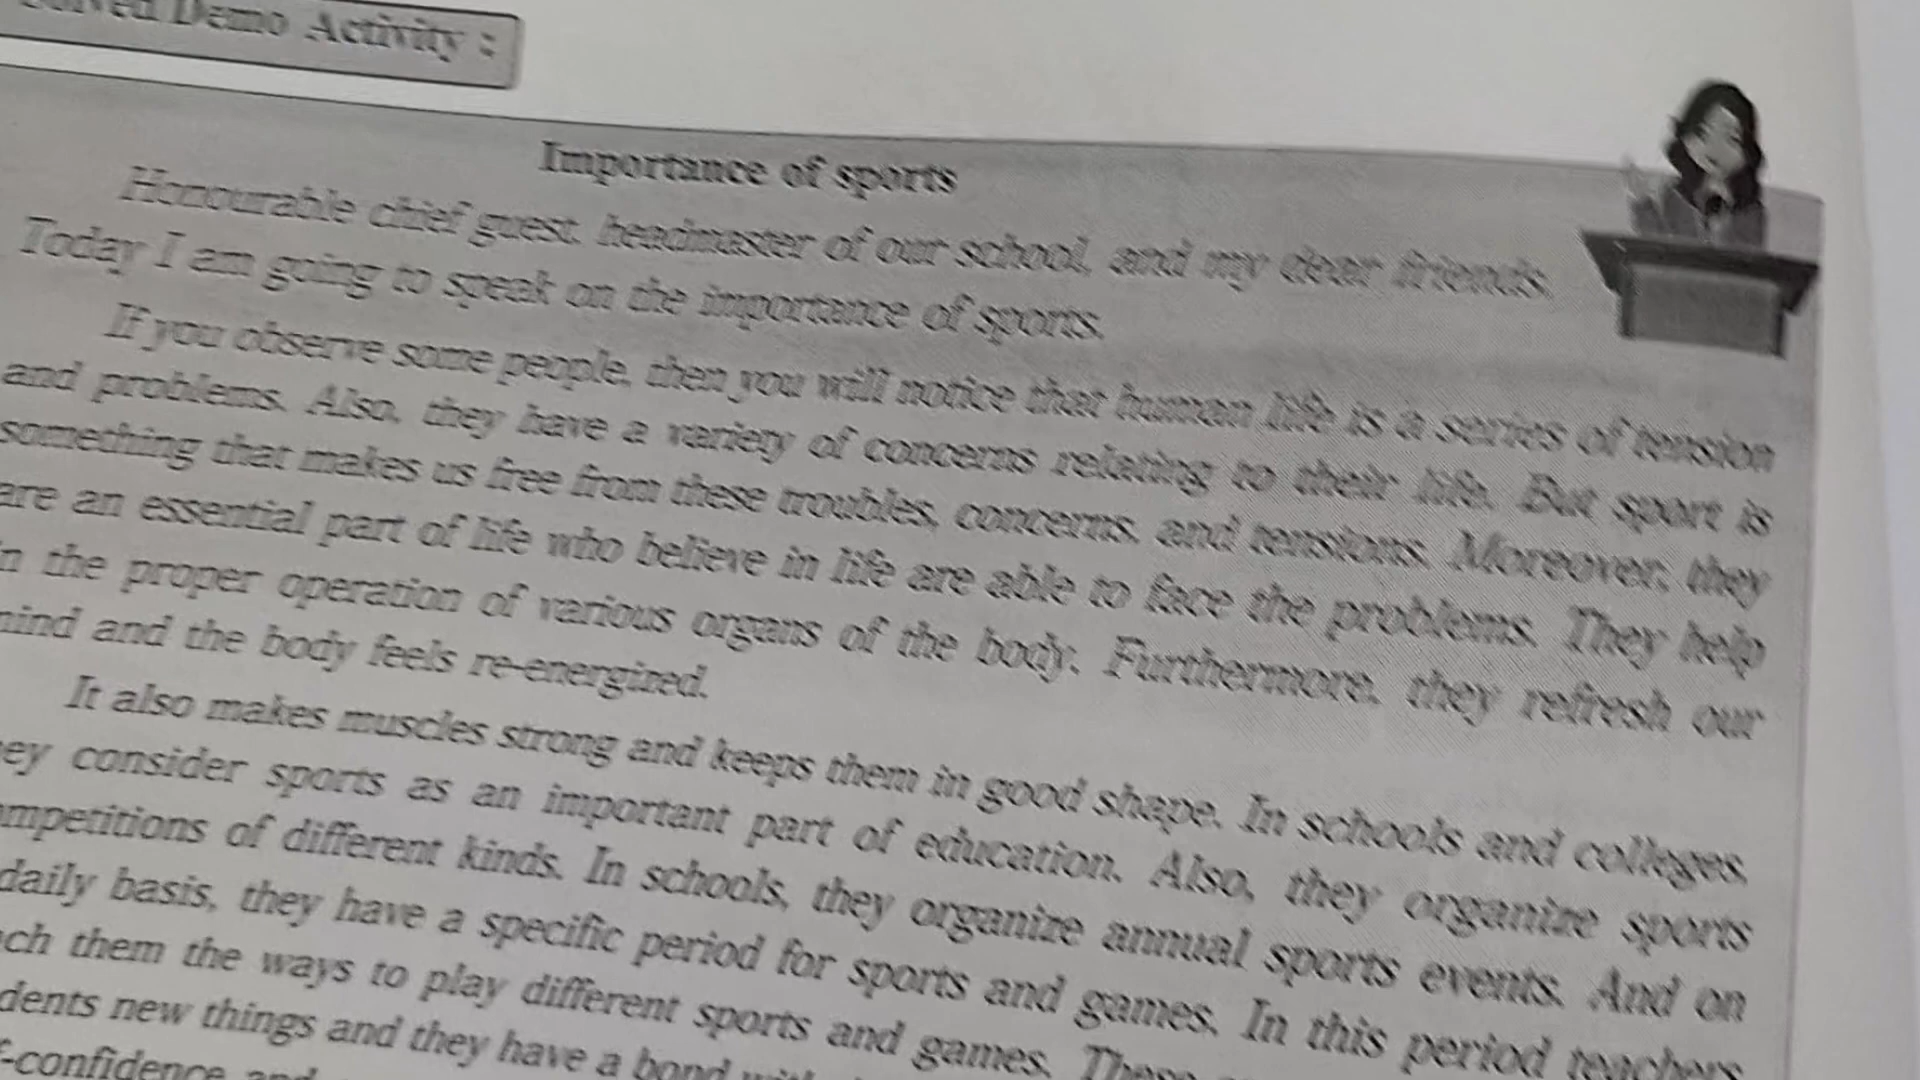 Solved Demo Activity :
Importance of sports
Honourable chief guest, headmaster of our school, and my dear friends.
Today I am going to speak on the importance of sports.
If you observe some people, then you will notice that human life is a series of tension
and problems. Also, they have a variety of concerns relating to their life. But sport is
something that makes us free from these troubles, concerns, and tensions. Moreover, they
are an essential part of life who believe in life are able to face the problems. They help
in the proper operation of various organs of the body. Furthermore, they refresh our
mind and the body feels re-energized.
It also makes muscles strong and keeps them in good shape. In schools and colleges,
ey consider sports as an important part of education. Also, they organize sports
ompetitions of different kinds. In schools, they organize annual sports events. And on
daily basis, they have a specific period for sports and games. In this period teachers
ch them the ways to play different sports and games. These
dents new things and they have a bond
f-confidence and